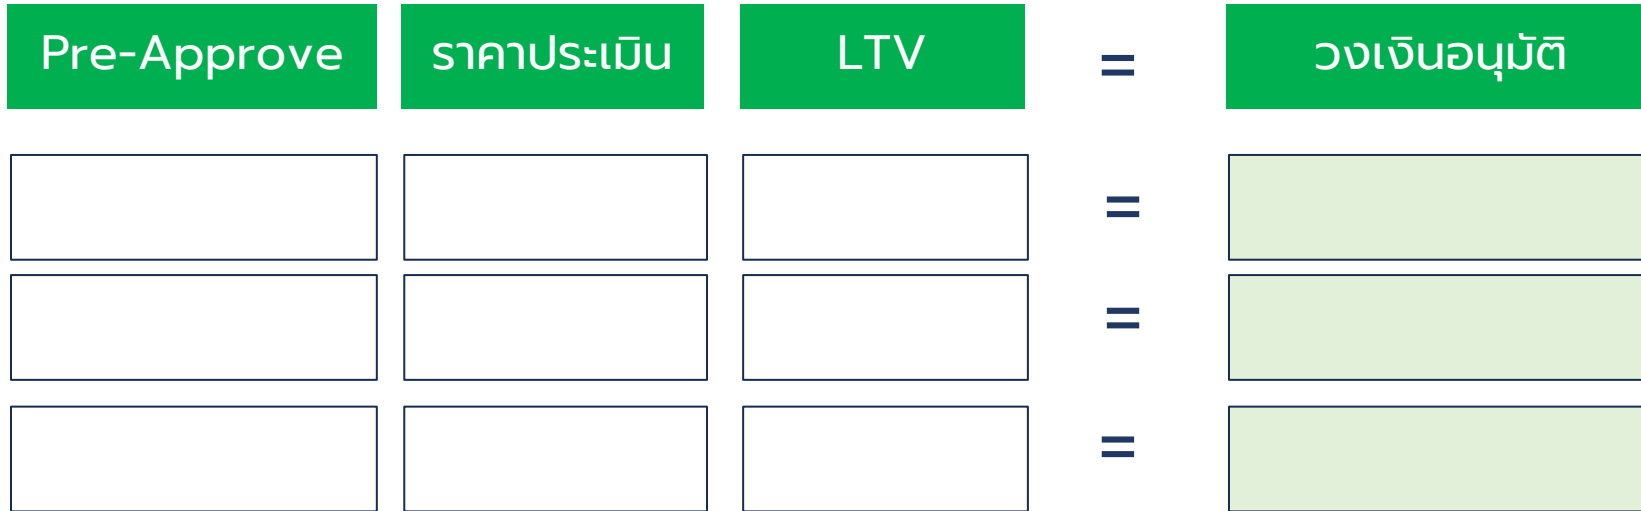 Pre-Approve ราคาประเมิน LTV = วงเงินอนุมัติ
=
=
=